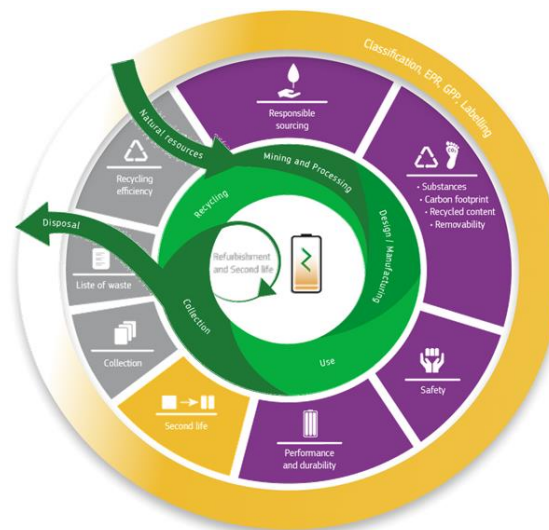 Classification, EPR, GPP, Labelling
Responsible
sourcing
• Substances
• Carbon footprint
• Recycled content
• Removability
Safety
Performance
and durability
Second life
Collection
Liste of waste
Recycling
efficiency
Natural resources
Mining and Processing
Design / Manufacturing
Use
Collection
Disposal
Recycling
Refurbishment
and Second life